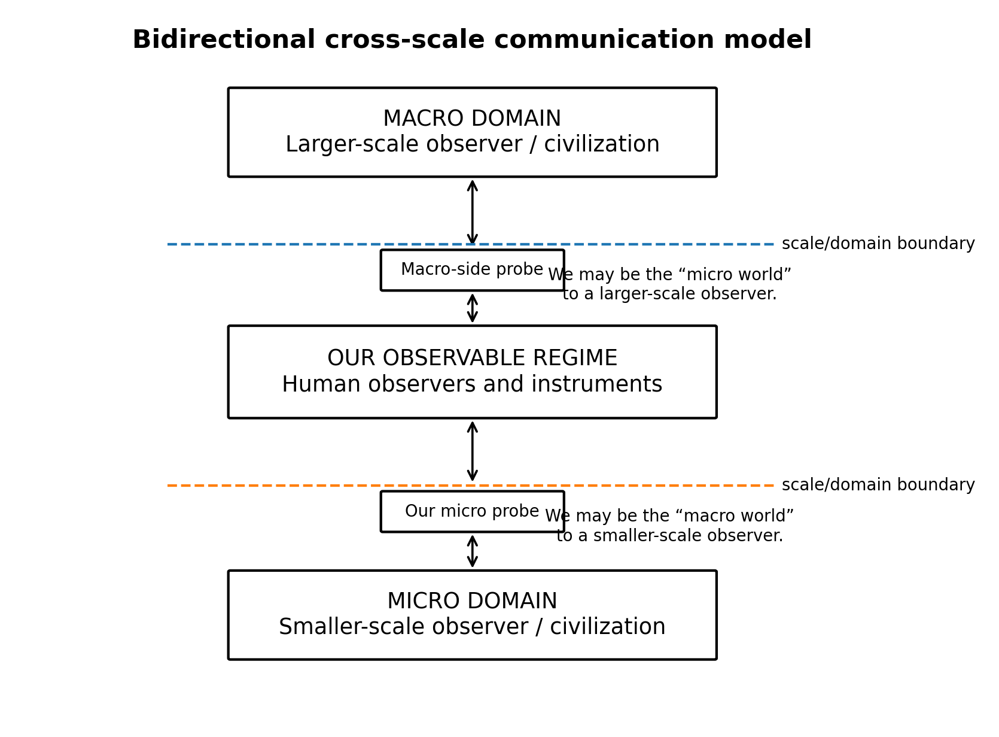 Bidirectional cross-scale communication model
MACRO DOMAIN
Larger-scale observer / civilization
scale/domain boundary
Macro-side probe
We may be the “micro world”
to a larger-scale observer.
OUR OBSERVABLE REGIME
Human observers and instruments
scale/domain boundary
Our micro probe
We may be the “macro world”
to a smaller-scale observer.
MICRO DOMAIN
Smaller-scale observer / civilization